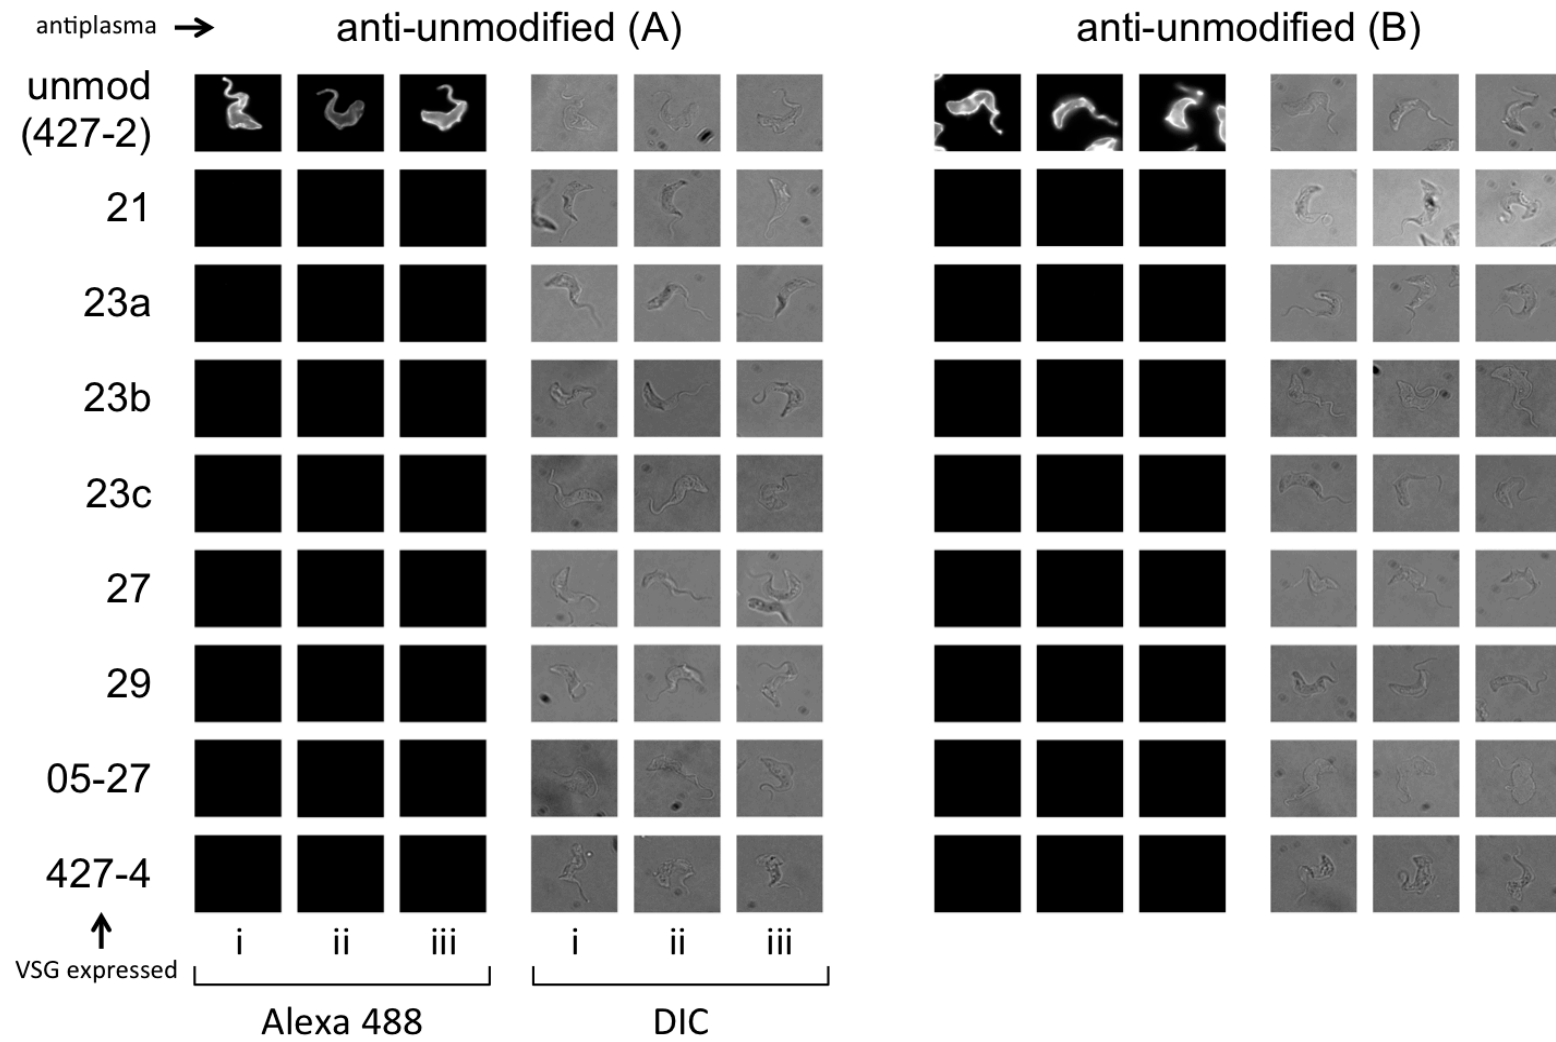 antiplasma → anti-unmodified (A) anti-unmodified (B)
unmod
(427-2)
21
23a
23b
23c
27
29
05-27
427-4
i ii iii i ii iii
VSG expressed
Alexa 488 DIC